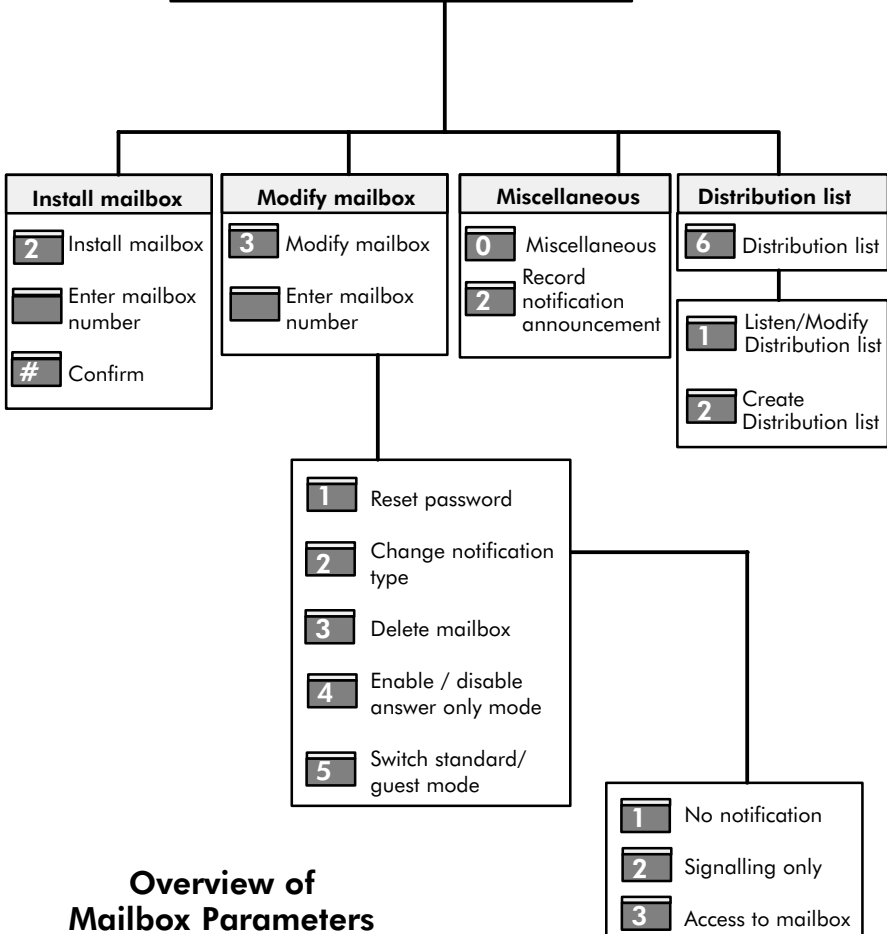 Install mailbox
2 Install mailbox
Enter mailbox
number
# Confirm
Modify mailbox
3 Modify mailbox
Enter mailbox
number
Miscellaneous
0 Miscellaneous
2 Record
notification
announcement
Distribution list
6 Distribution list
1 Listen/Modify
Distribution list
2 Create
Distribution list
1 Reset password
2 Change notification
type
3 Delete mailbox
4 Enable / disable
answer only mode
5 Switch standard/
guest mode
1 No notification
2 Signalling only
3 Access to mailbox
Overview of
Mailbox Parameters